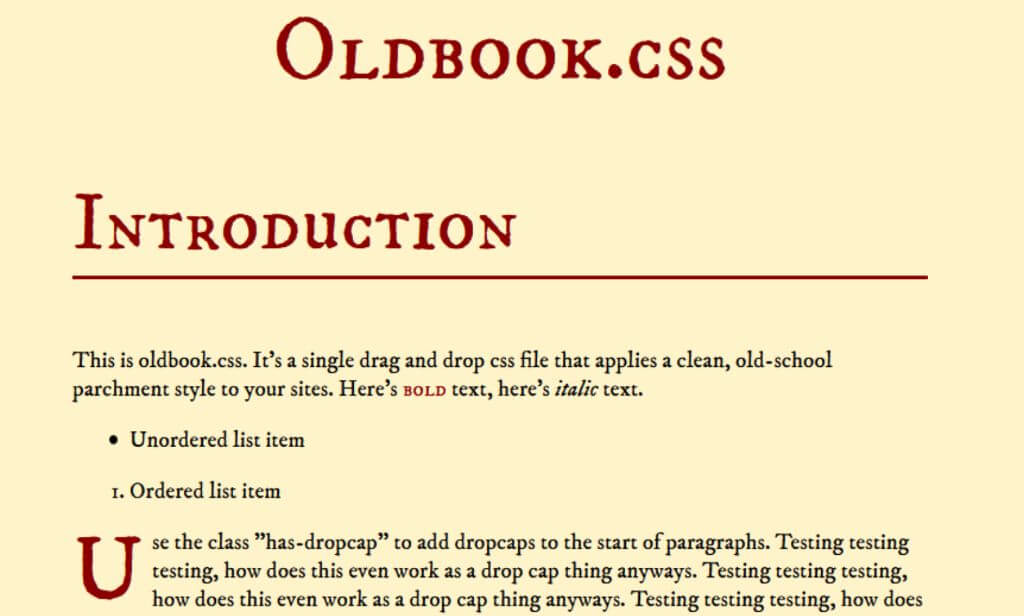 Oldbook.css
Introduction
This is oldbook.css. It's a single drag and drop css file that applies a clean, old-school
parchment style to your sites. Here's bold text, here's italic text.
• Unordered list item
1. Ordered list item
Use the class "has-dropcap" to add dropcaps to the start of paragraphs. Testing testing
testing, how does this even work as a drop cap thing anyways. Testing testing testing,
how does this even work as a drop cap thing anyways. Testing testing testing, how does